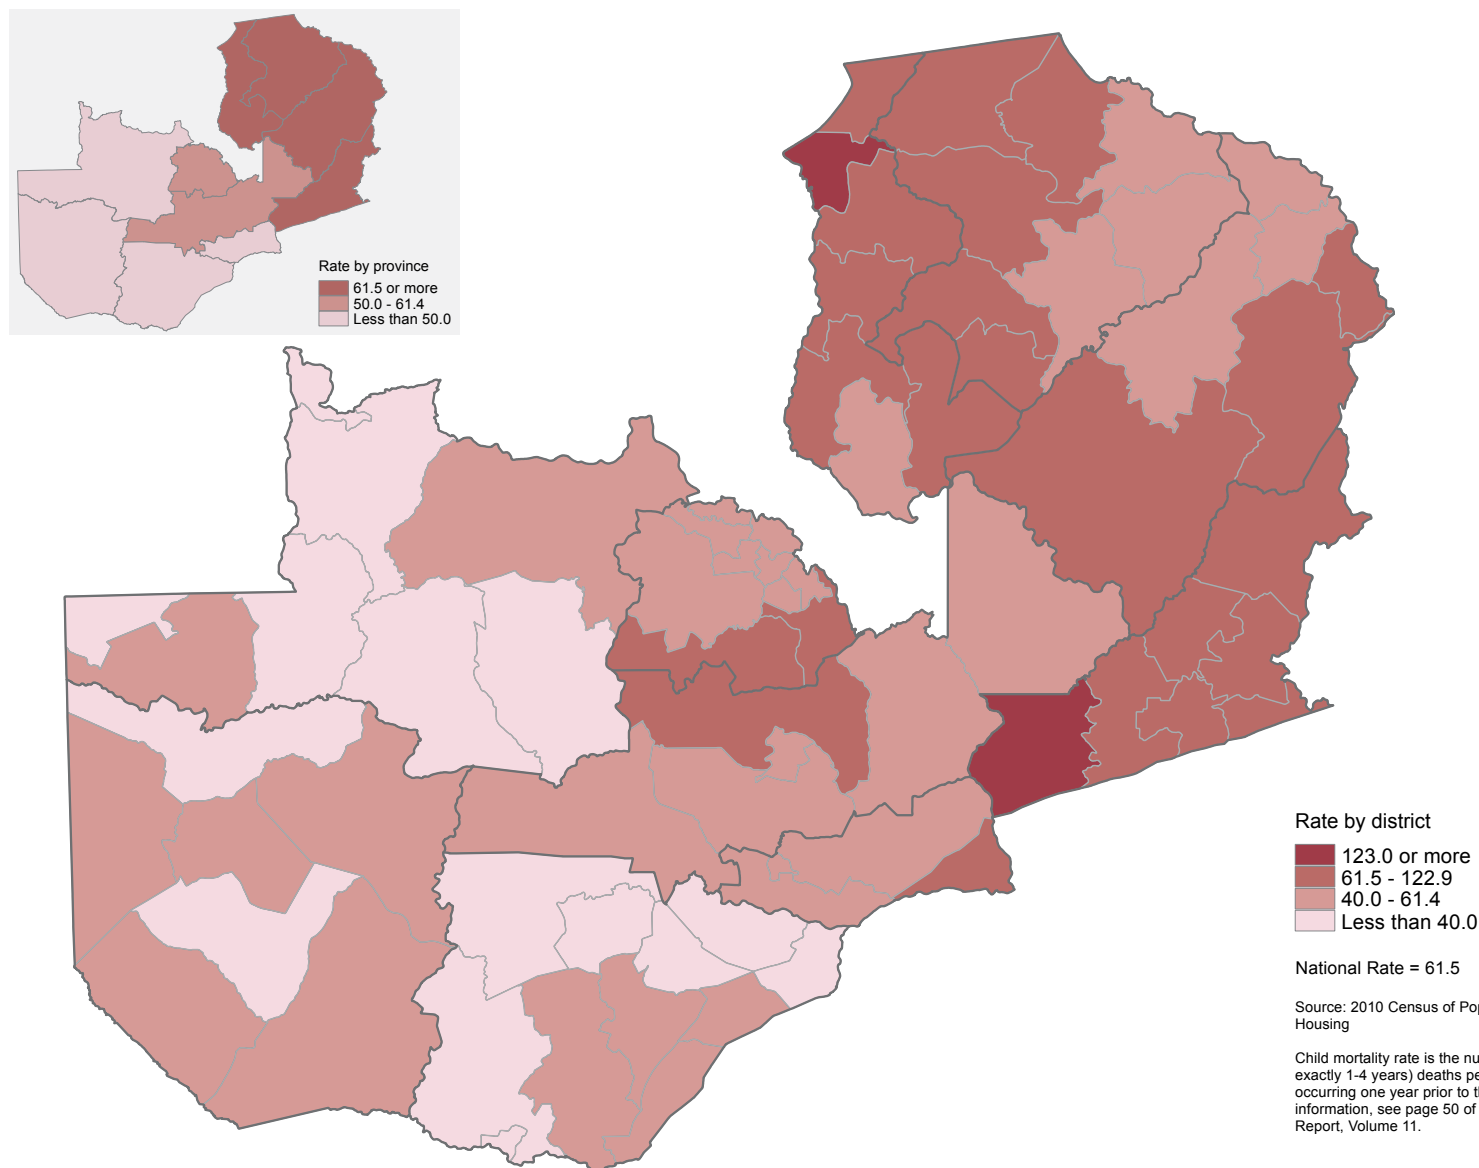 Rate by province
61.5 or more
50.0 - 61.4
Less than 50.0
Rate by district
123.0 or more
61.5 - 122.9
40.0 - 61.4
Less than 40.0
National Rate = 61.5
Source: 2010 Census of
Housing
Child mortality rate is the
exactly 1-4 years) deaths
occurring one year prior to
information, see page 50 of
Report, Volume 11.